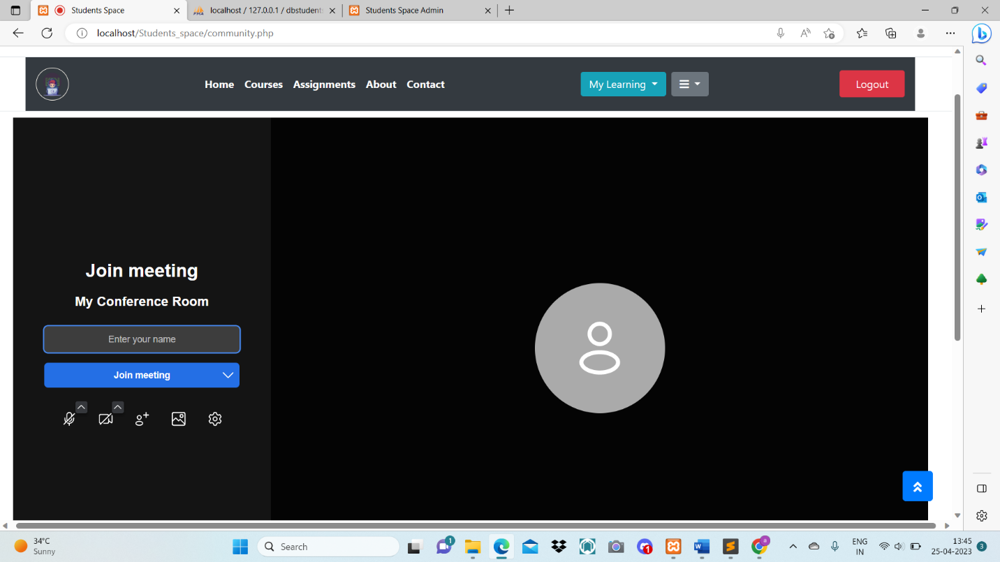 Students Space
localhost / 127.0.0.1 / dbstudent
Students Space Admin
localhost/Students_space/community.php
Home Courses Assignments About Contact
My Learning
Logout
Join meeting
My Conference Room
Enter your name
Join meeting
34°C
Sunny
Search
1
1
ENG
IN
13:45
25-04-2023
3